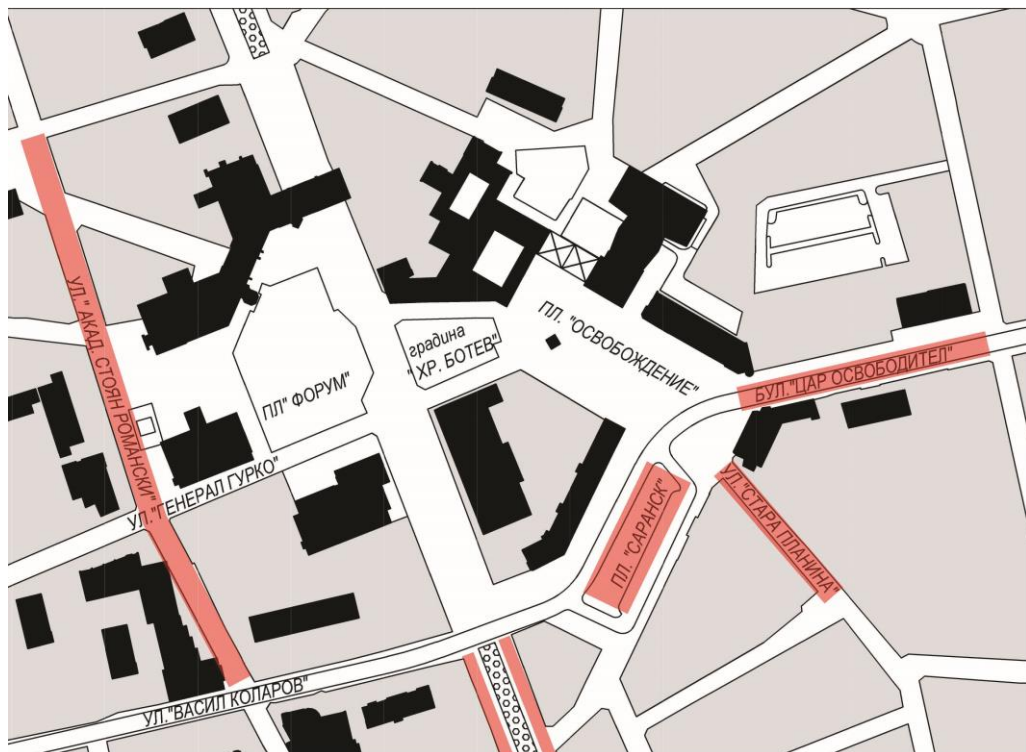 УЛ." АКАД. СТОЯН РОМАНСКИ"
ПЛ" ФОРУМ"
градина
"ХР. БОТЕВ"
ПЛ. "ОСВОБОЖДЕНИЕ"
БУЛ."ЦАР ОСВОБОДИТЕЛ"
УЛ."ГЕНЕРАЛ ГУРКО"
ПЛ. "САРАНСК"
УЛ."СТАРА ПЛАНИНА"
УЛ."ВАСИЛ КОЛАРОВ"